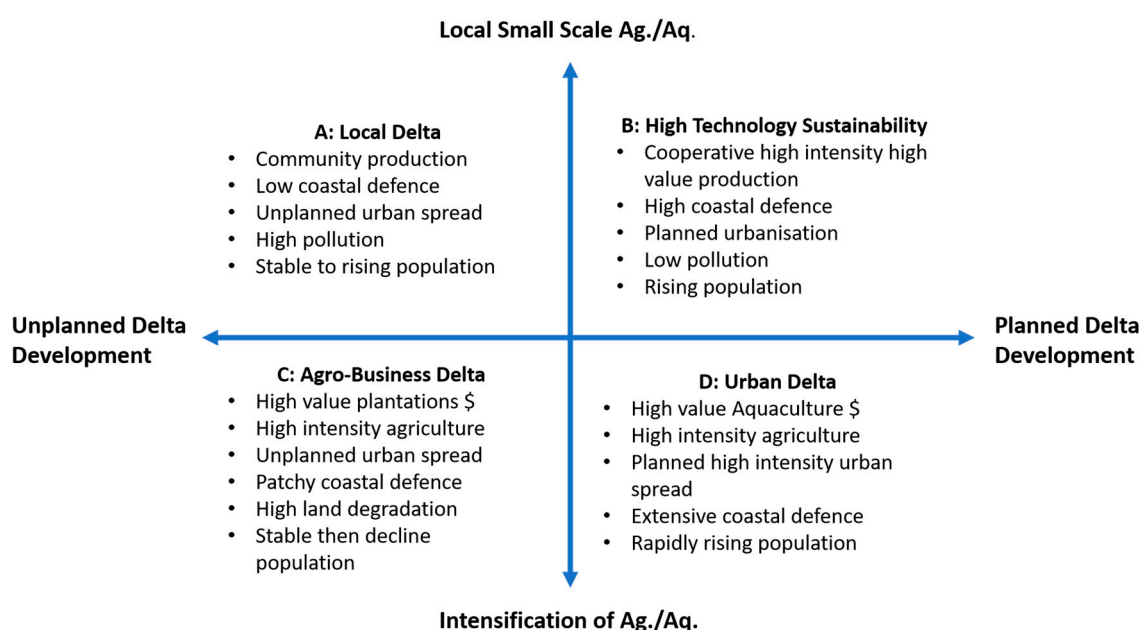 Local Small Scale Ag./Aq.
A: Local Delta
• Community production
• Low coastal defence
• Unplanned urban spread
• High pollution
• Stable to rising population
B: High Technology Sustainability
• Cooperative high intensity high
value production
• High coastal defence
• Planned urbanisation
• Low pollution
• Rising population
Unplanned Delta
Development
Planned Delta
Development
C: Agro-Business Delta
• High value plantations $
• High intensity agriculture
• Unplanned urban spread
• Patchy coastal defence
• High land degradation
• Stable then decline
population
D: Urban Delta
• High value Aquaculture $
• High intensity agriculture
• Planned high intensity urban
spread
• Extensive coastal defence
• Rapidly rising population
Intensification of Ag./Aq.